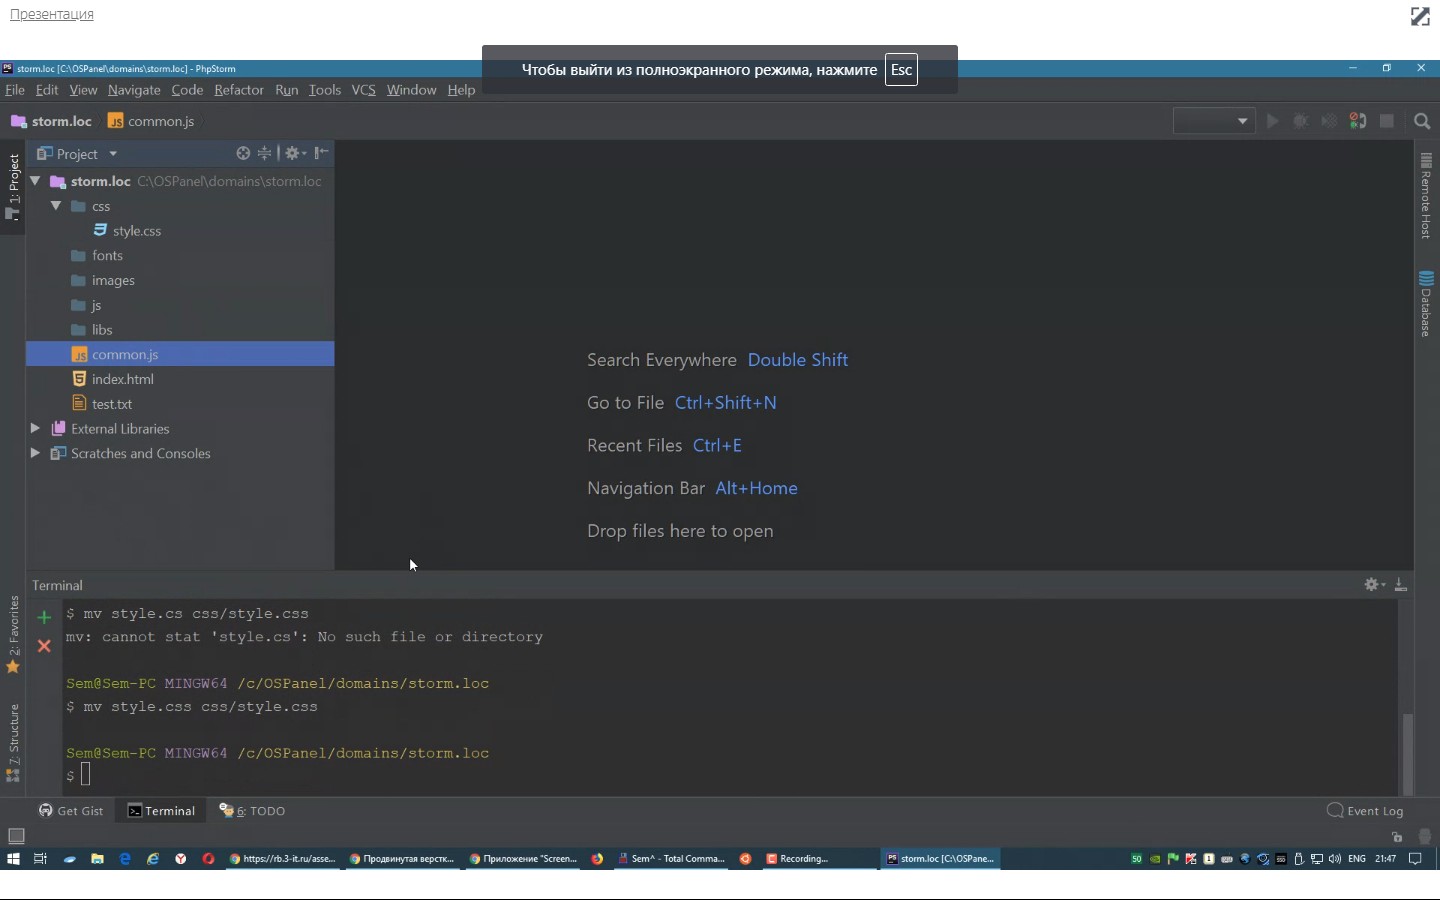 Презентация
storm.loc [C:\OSPanel\domains\storm.loc] - PhpStorm
Чтобы выйти из полноэкранного режима, нажмите Esc
File Edit View Navigate Code Refactor Run Tools VCS Window Help
storm.loc common.js
1: Project
Project
storm.loc C:\OSPanel\domains\storm.loc
css
style.css
fonts
images
js
libs
common.js
index.html
test.txt
External Libraries
Scratches and Consoles
Search Everywhere Double Shift
Go to File Ctrl+Shift+N
Recent Files Ctrl+E
Navigation Bar Alt+Home
Drop files here to open
Remote Host
Database
2: Favorites
7: Structure
Terminal
$ mv style.cs css/style.css
mv: cannot stat 'style.cs': No such file or directory
Sem@Sem-PC MINGW64 /c/OSPanel/domains/storm.loc
$ mv style.css css/style.css
Sem@Sem-PC MINGW64 /c/OSPanel/domains/storm.loc
$
Get Gist Terminal 6: TODO Event Log
https://rb.3-it.ru/asse... Продвинутая верстк... Приложение "Screen... Sem^ - Total Comma... Recording... storm.loc [C:\OSPane... 50 ENG 21:47